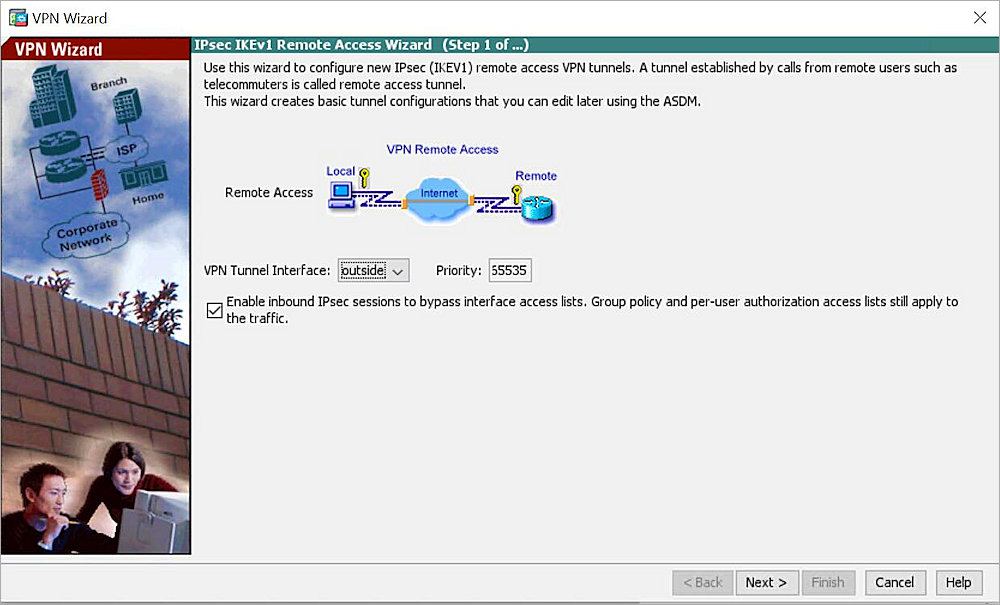 VPN Wizard
VPN Wizard
Branch
ISP
Home
Corporate
Network
IPsec IKEv1 Remote Access Wizard (Step 1 of ...)
Use this wizard to configure new IPsec (IKEV1) remote access VPN tunnels. A tunnel established by calls from remote users such as
telecommuters is called remote access tunnel.
This wizard creates basic tunnel configurations that you can edit later using the ASDM.
VPN Remote Access
Local
Remote
Remote Access
Internet
VPN Tunnel Interface: outside Priority: 65535
Enable inbound IPsec sessions to bypass interface access lists. Group policy and per-user authorization access lists still apply to
the traffic.
< Back Next > Finish Cancel Help